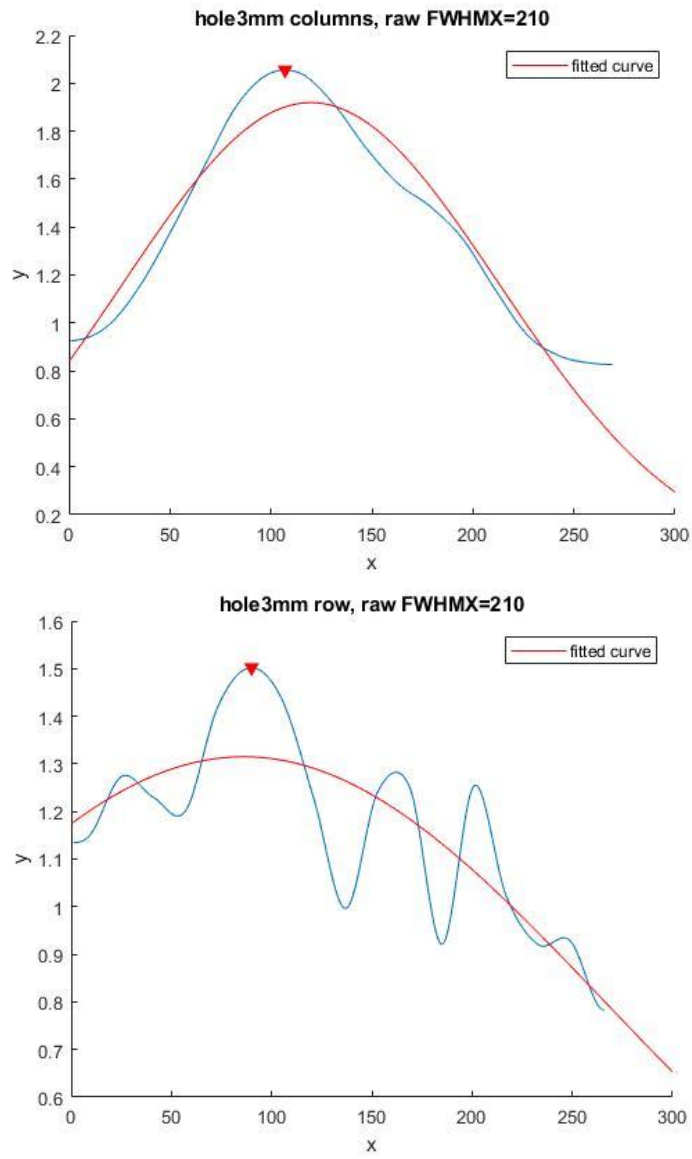 hole3mm columns, raw FWHMX=210
2.2
2
1.8
1.6
1.4
1.2
1
0.8
0.6
0.4
0.2
y
fitted curve
0 50 100 150 200 250 300
x
hole3mm row, raw FWHMX=210
1.6
1.5
1.4
1.3
1.2
1.1
1
0.9
0.8
0.7
0.6
y
fitted curve
0 50 100 150 200 250 300
x